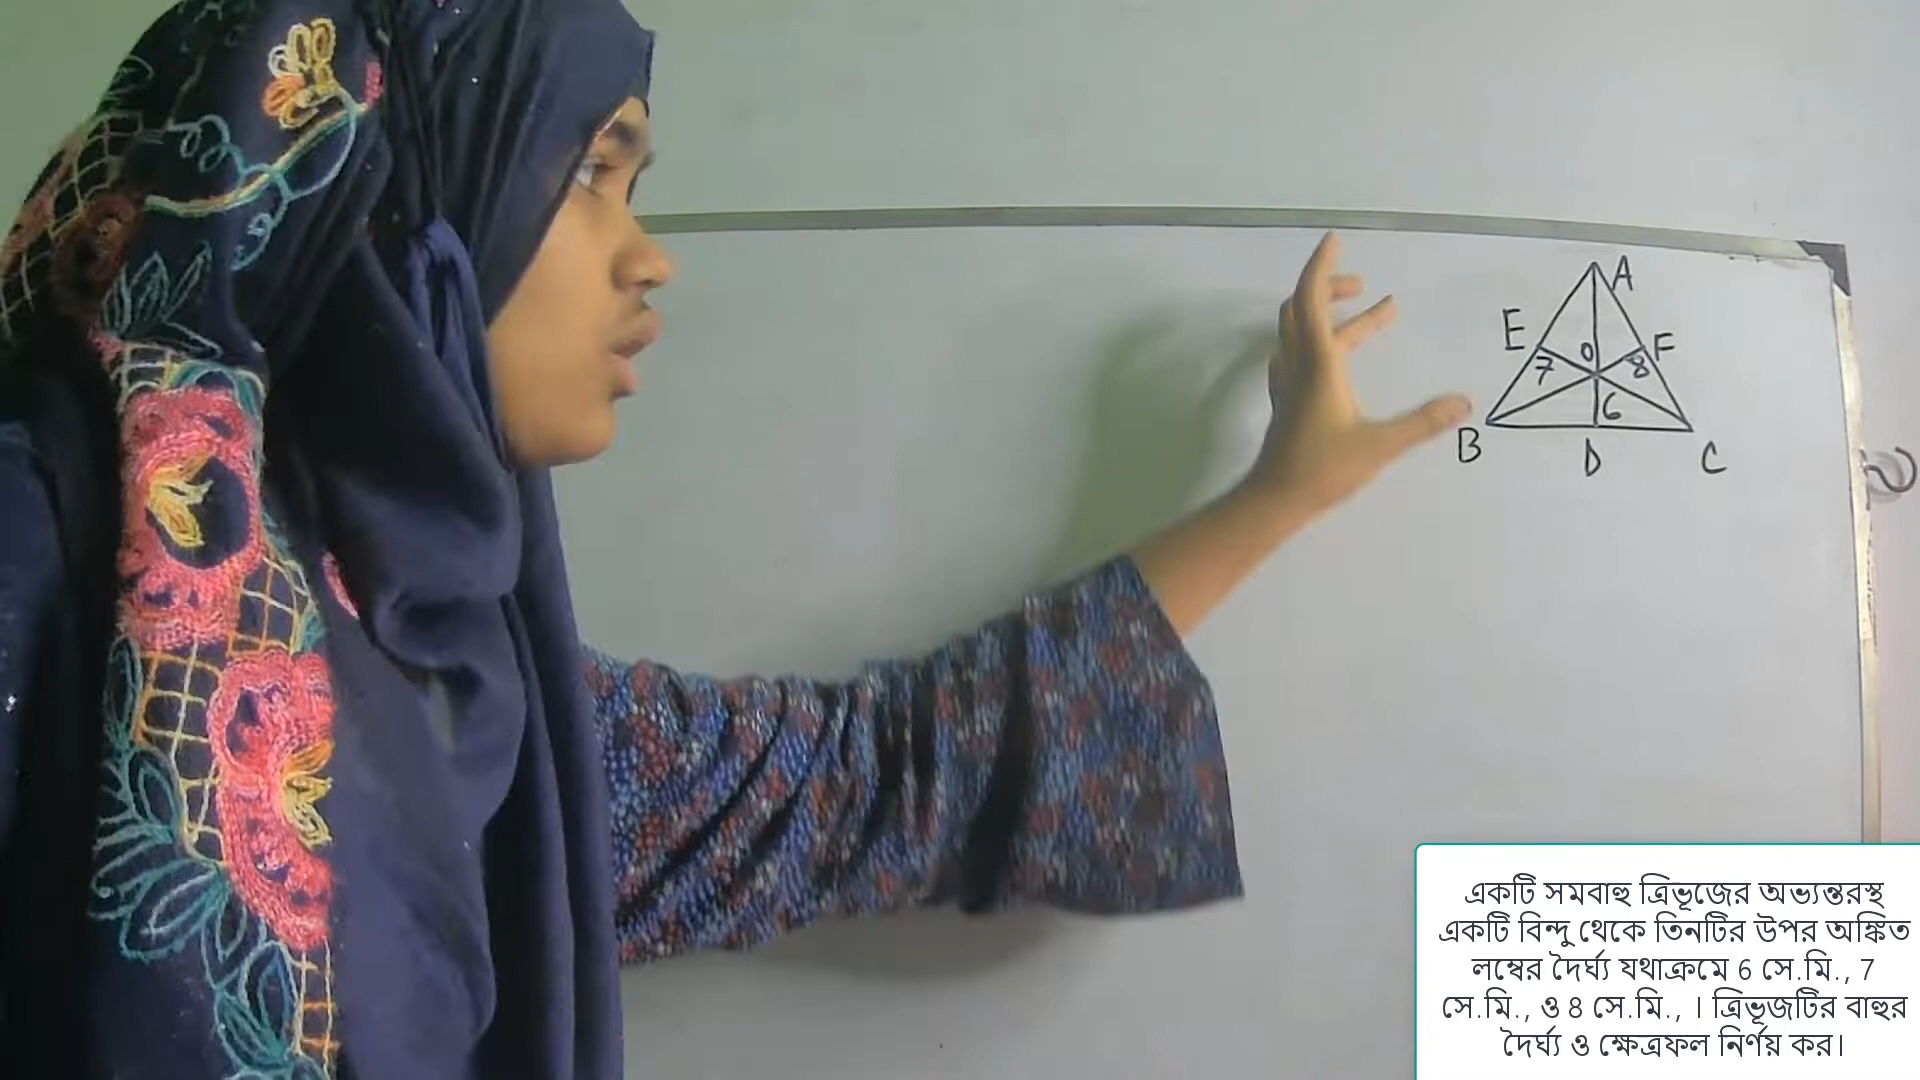 A
E
F
7
O
8
6
B
D
C
একটি সমবাহু ত্রিভূজের অভ্যন্তরস্থ
একটি বিন্দু থেকে তিনটির উপর অঙ্কিত
লম্বের দৈর্ঘ্য যথাক্রমে 6 সে.মি., 7
সে.মি., ও 8 সে.মি., । ত্রিভূজটির বাহুর
দৈর্ঘ্য ও ক্ষেত্রফল নির্ণয় কর।